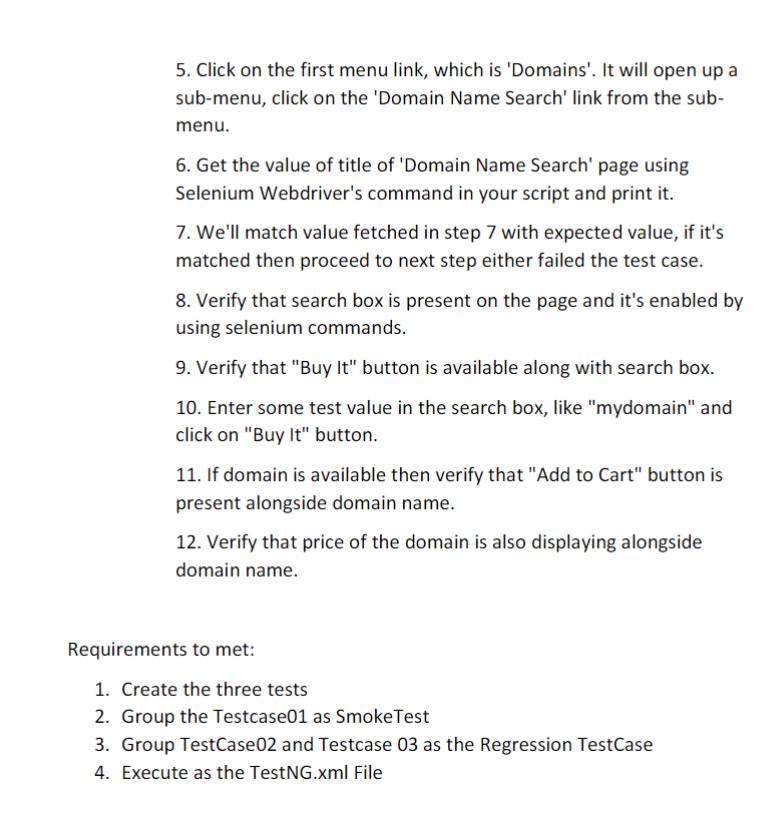 5. Click on the first menu link, which is 'Domains'. It will open up a
sub-menu, click on the 'Domain Name Search' link from the sub-
menu.
6. Get the value of title of 'Domain Name Search' page using
Selenium Webdriver's command in your script and print it.
7. We'll match value fetched in step 7 with expected value, if it's
matched then proceed to next step either failed the test case.
8. Verify that search box is present on the page and it's enabled by
using selenium commands.
9. Verify that "Buy It" button is available along with search box.
10. Enter some test value in the search box, like "mydomain" and
click on "Buy It" button.
11. If domain is available then verify that "Add to Cart" button is
present alongside domain name.
12. Verify that price of the domain is also displaying alongside
domain name.
Requirements to met:
1. Create the three tests
2. Group the Testcase01 as SmokeTest
3. Group TestCase02 and Testcase 03 as the Regression TestCase
4. Execute as the TestNG.xml File